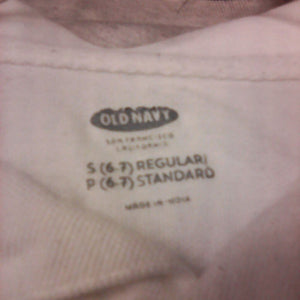 OLD NAVY
SAN FRANCISCO
CALIFORNIA
S (6-7) REGULAR/
P (6-7) STANDARD
MADE IN INDIA